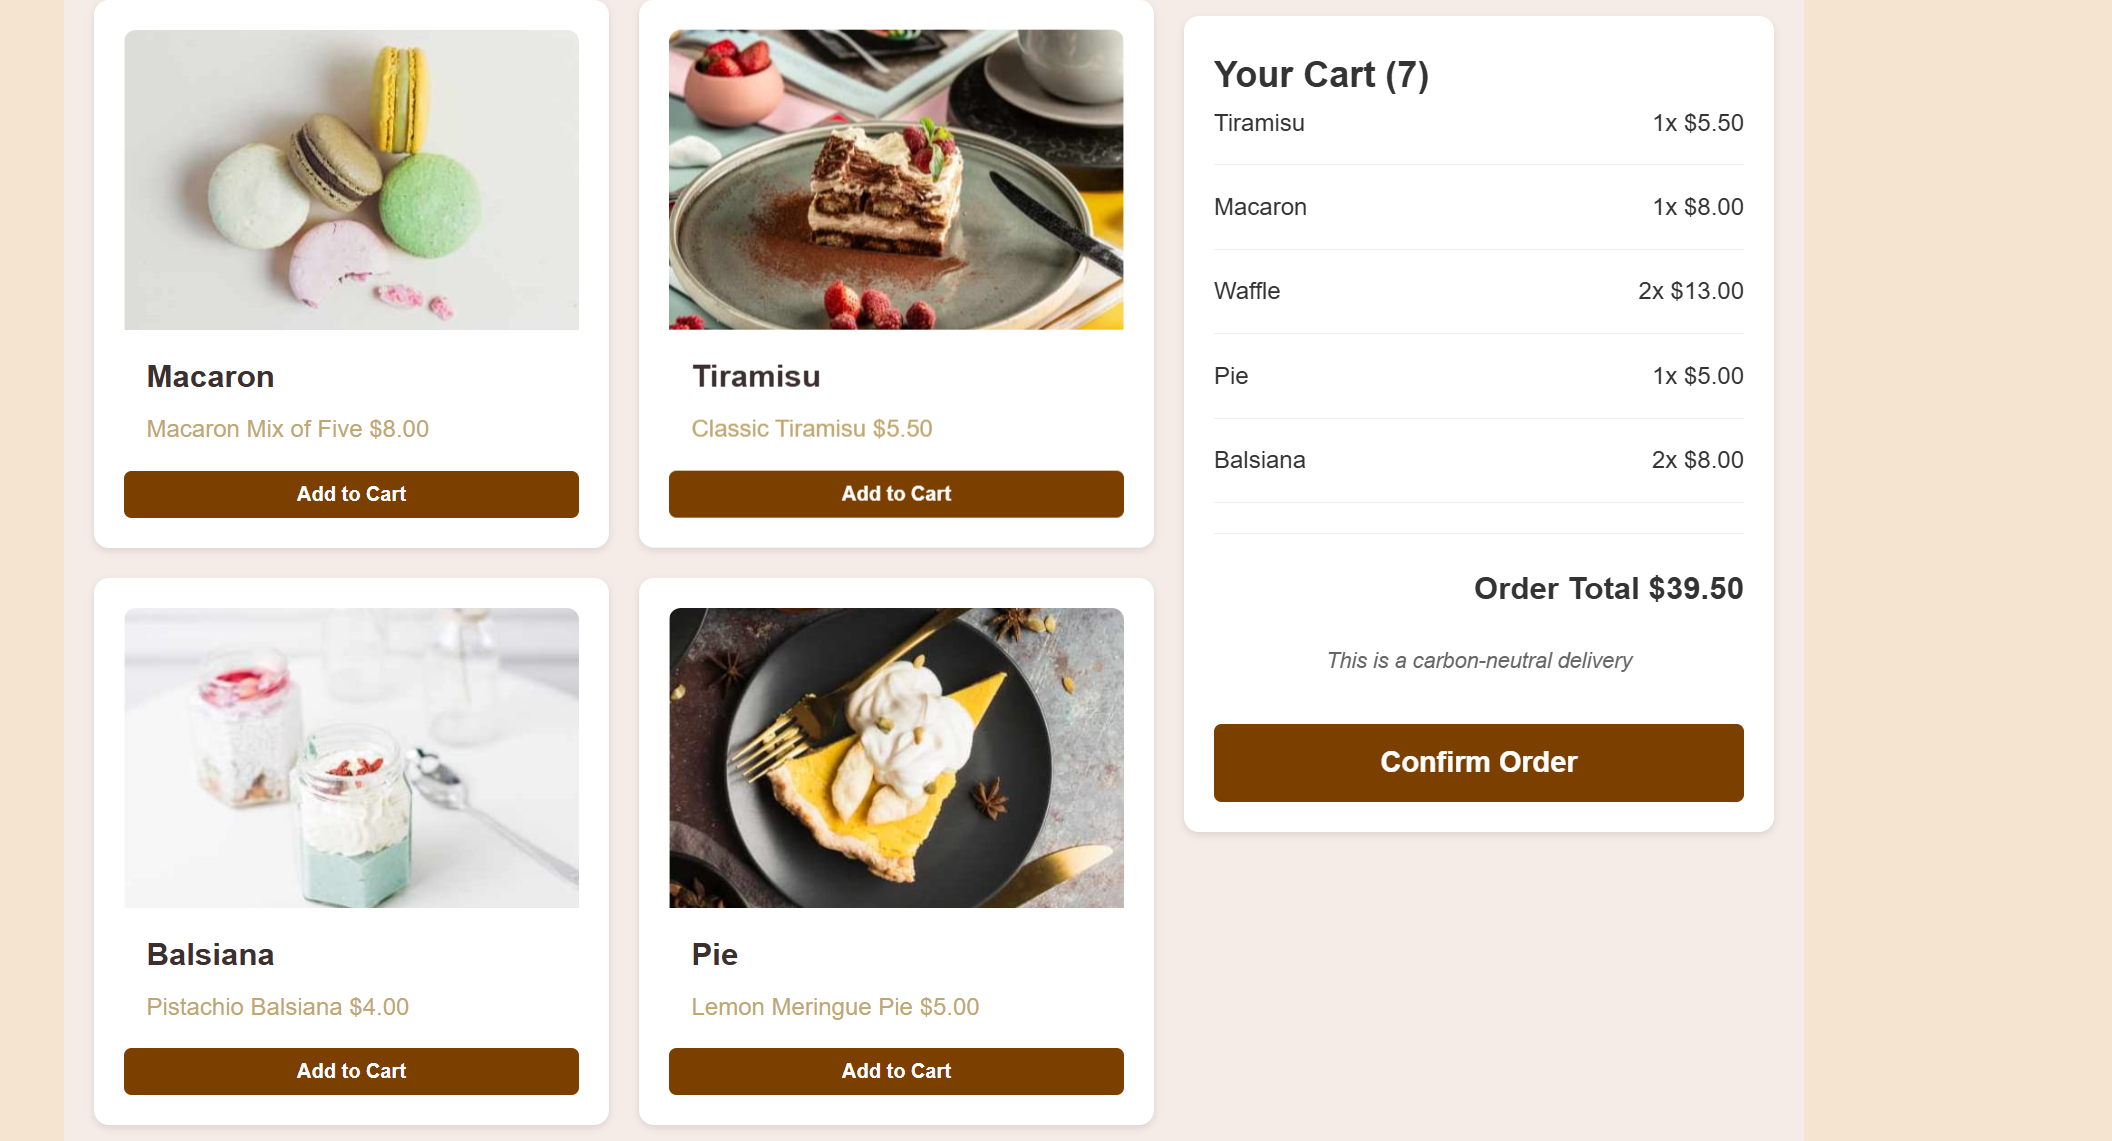 Macaron
Macaron Mix of Five $8.00
Add to Cart
Tiramisu
Classic Tiramisu $5.50
Add to Cart
Balsiana
Pistachio Balsiana $4.00
Add to Cart
Pie
Lemon Meringue Pie $5.00
Add to Cart
Your Cart (7)
Tiramisu 1x $5.50
Macaron 1x $8.00
Waffle 2x $13.00
Pie 1x $5.00
Balsiana 2x $8.00
Order Total $39.50
This is a carbon-neutral delivery
Confirm Order